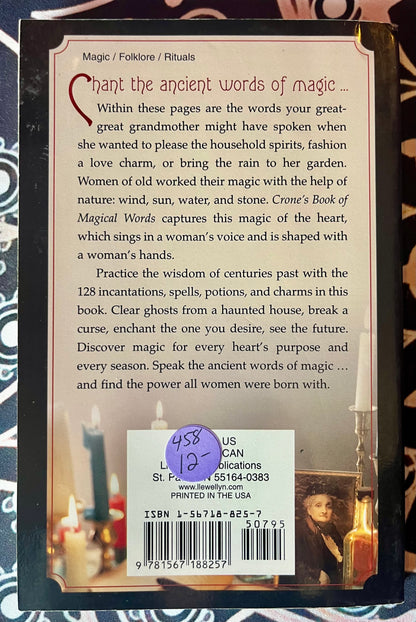 Magic / Folklore / Rituals
Chant the ancient words of magic ...
Within these pages are the words your great-
great grandmother might have spoken when
she wanted to please the household spirits, fashion
a love charm, or bring the rain to her garden.
Women of old worked their magic with the help of
nature: wind, sun, water, and stone. Crone's Book of
Magical Words captures this magic of the heart,
which sings in a woman's voice and is shaped with
a woman's hands.
Practice the wisdom of centuries past with the
128 incantations, spells, potions, and charms in this
book. Clear ghosts from a haunted house, break a
curse, enchant the one you desire, see the future.
Discover magic for every heart's purpose and
every season. Speak the ancient words of magic ...
and find the power all women were born with.
US
458
CAN
12-
St. 55164-0383
www.llewellyn.com
PRINTED IN THE USA
ISBN 1-56718-825-7
50795
9 781567 188257